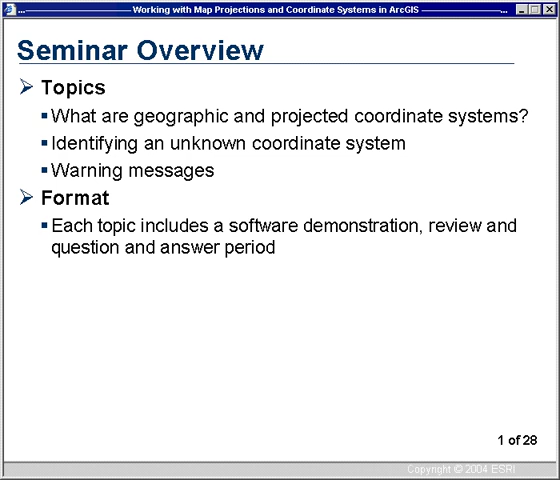 ... Working with Map Projections and Coordinate Systems in ArcGIS ...
Seminar Overview
Topics
What are geographic and projected coordinate systems?
Identifying an unknown coordinate system
Warning messages
Format
Each topic includes a software demonstration, review and
question and answer period
1 of 28
Copyright © 2004 ESRI